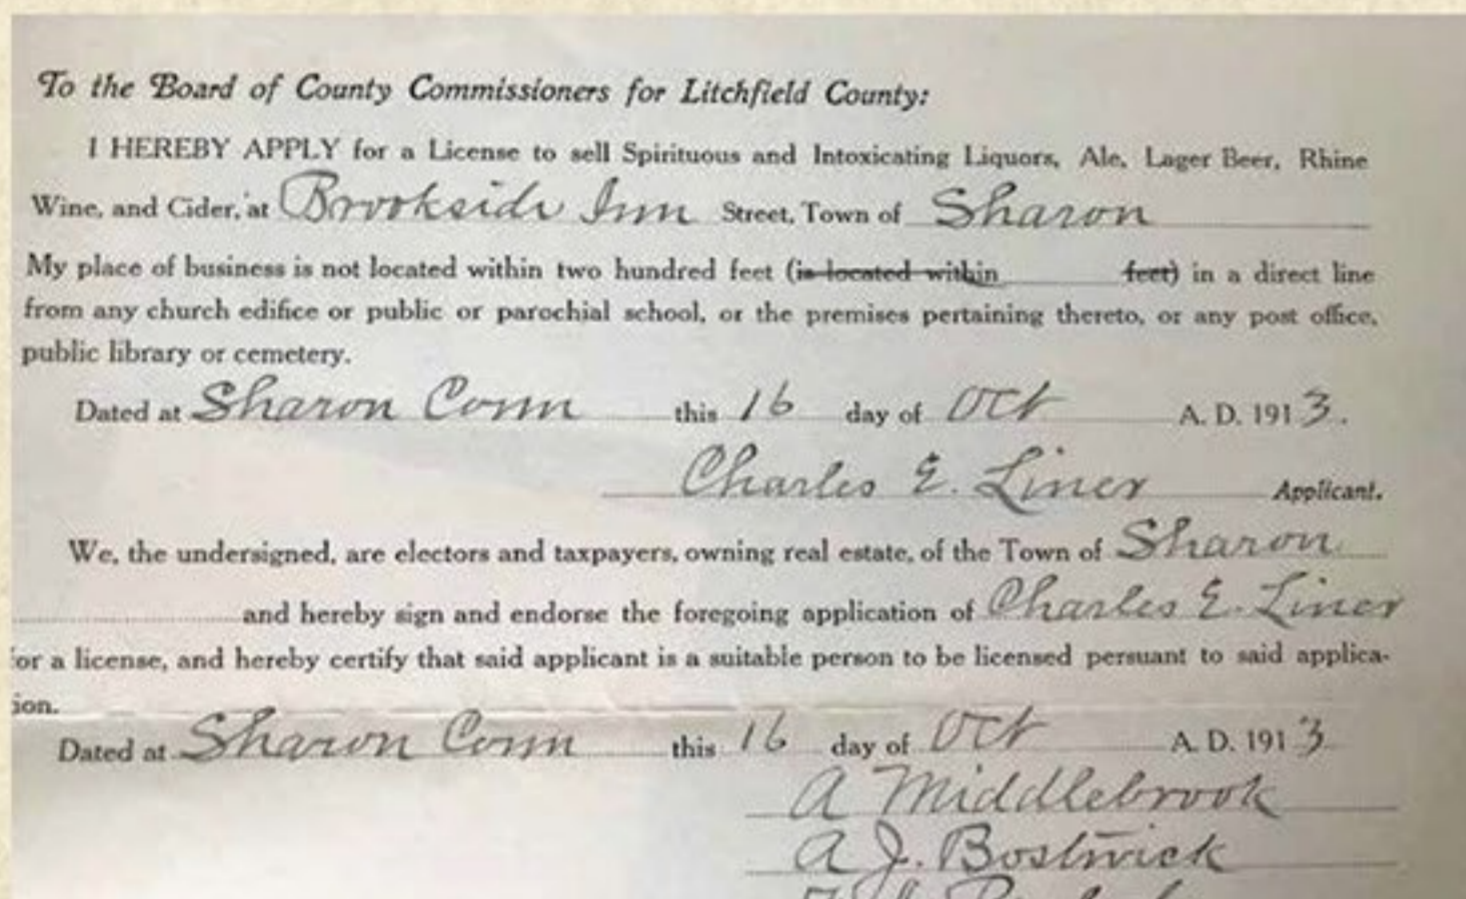 To the Board of County Commissioners for Litchfield County:
I HEREBY APPLY for a License to sell Spirituous and Intoxicating Liquors, Ale, Lager Beer, Rhine
Wine, and Cider, at Brookside Inn Street, Town of Sharon
My place of business is not located within two hundred feet (is located within feet) in a direct line
from any church edifice or public or parochial school, or the premises pertaining thereto, or any post office,
public library or cemetery.
Dated at Sharon Conn this 16 day of Oct A. D. 1913.
Charles E. Liner Applicant.
We, the undersigned, are electors and taxpayers, owning real estate, of the Town of Sharon
and hereby sign and endorse the foregoing application of Charles E. Liner
or a license, and hereby certify that said applicant is a suitable person to be licensed persuant to said applica-
ion.
Dated at Sharon Conn this 16 day of Oct A. D. 1913
A Middlebrook
A J. Bostwick